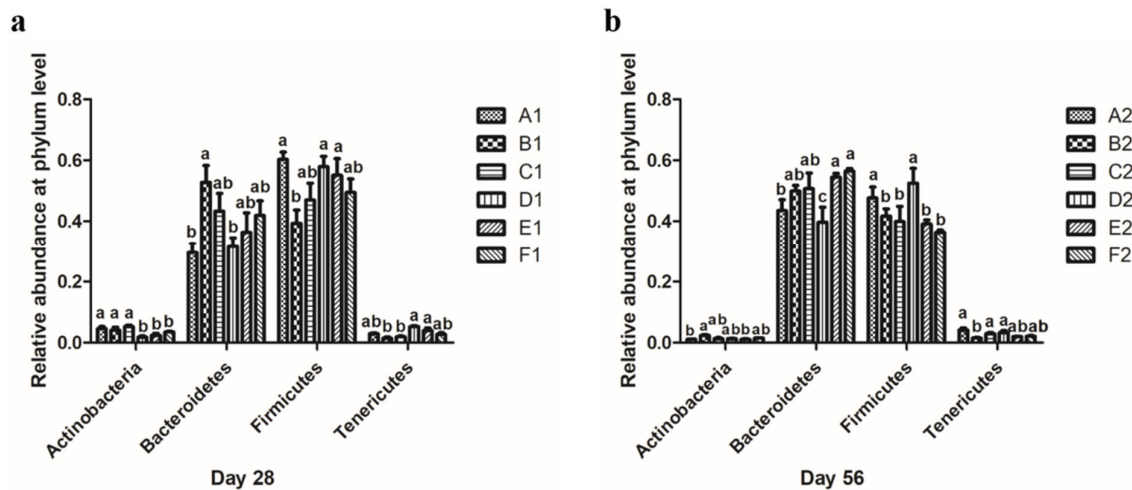 a
Relative abundance at phylum level
0.8
0.6
0.4
0.2
0.0
a a a b b b
b a ab b ab ab
a b ab a a ab
ab b b a a ab
Actinobacteria
Bacteroidetes
Firmicutes
Tenericutes
Day 28
A1
B1
C1
D1
E1
F1
b
Relative abundance at phylum level
0.8
0.6
0.4
0.2
0.0
b a ab ab b ab
b ab ab c a a
a b b a b b
a b a a ab ab
Actinobacteria
Bacteroidetes
Firmicutes
Tenericutes
Day 56
A2
B2
C2
D2
E2
F2